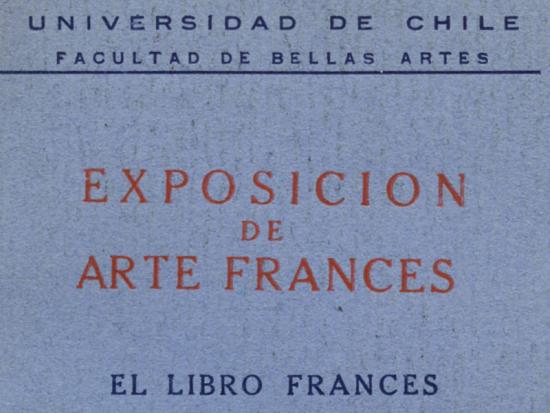 UNIVERSIDAD DE CHILE
FACULTAD DE BELLAS ARTES
EXPOSICION
DE
ARTE FRANCES
EL LIBRO FRANCES